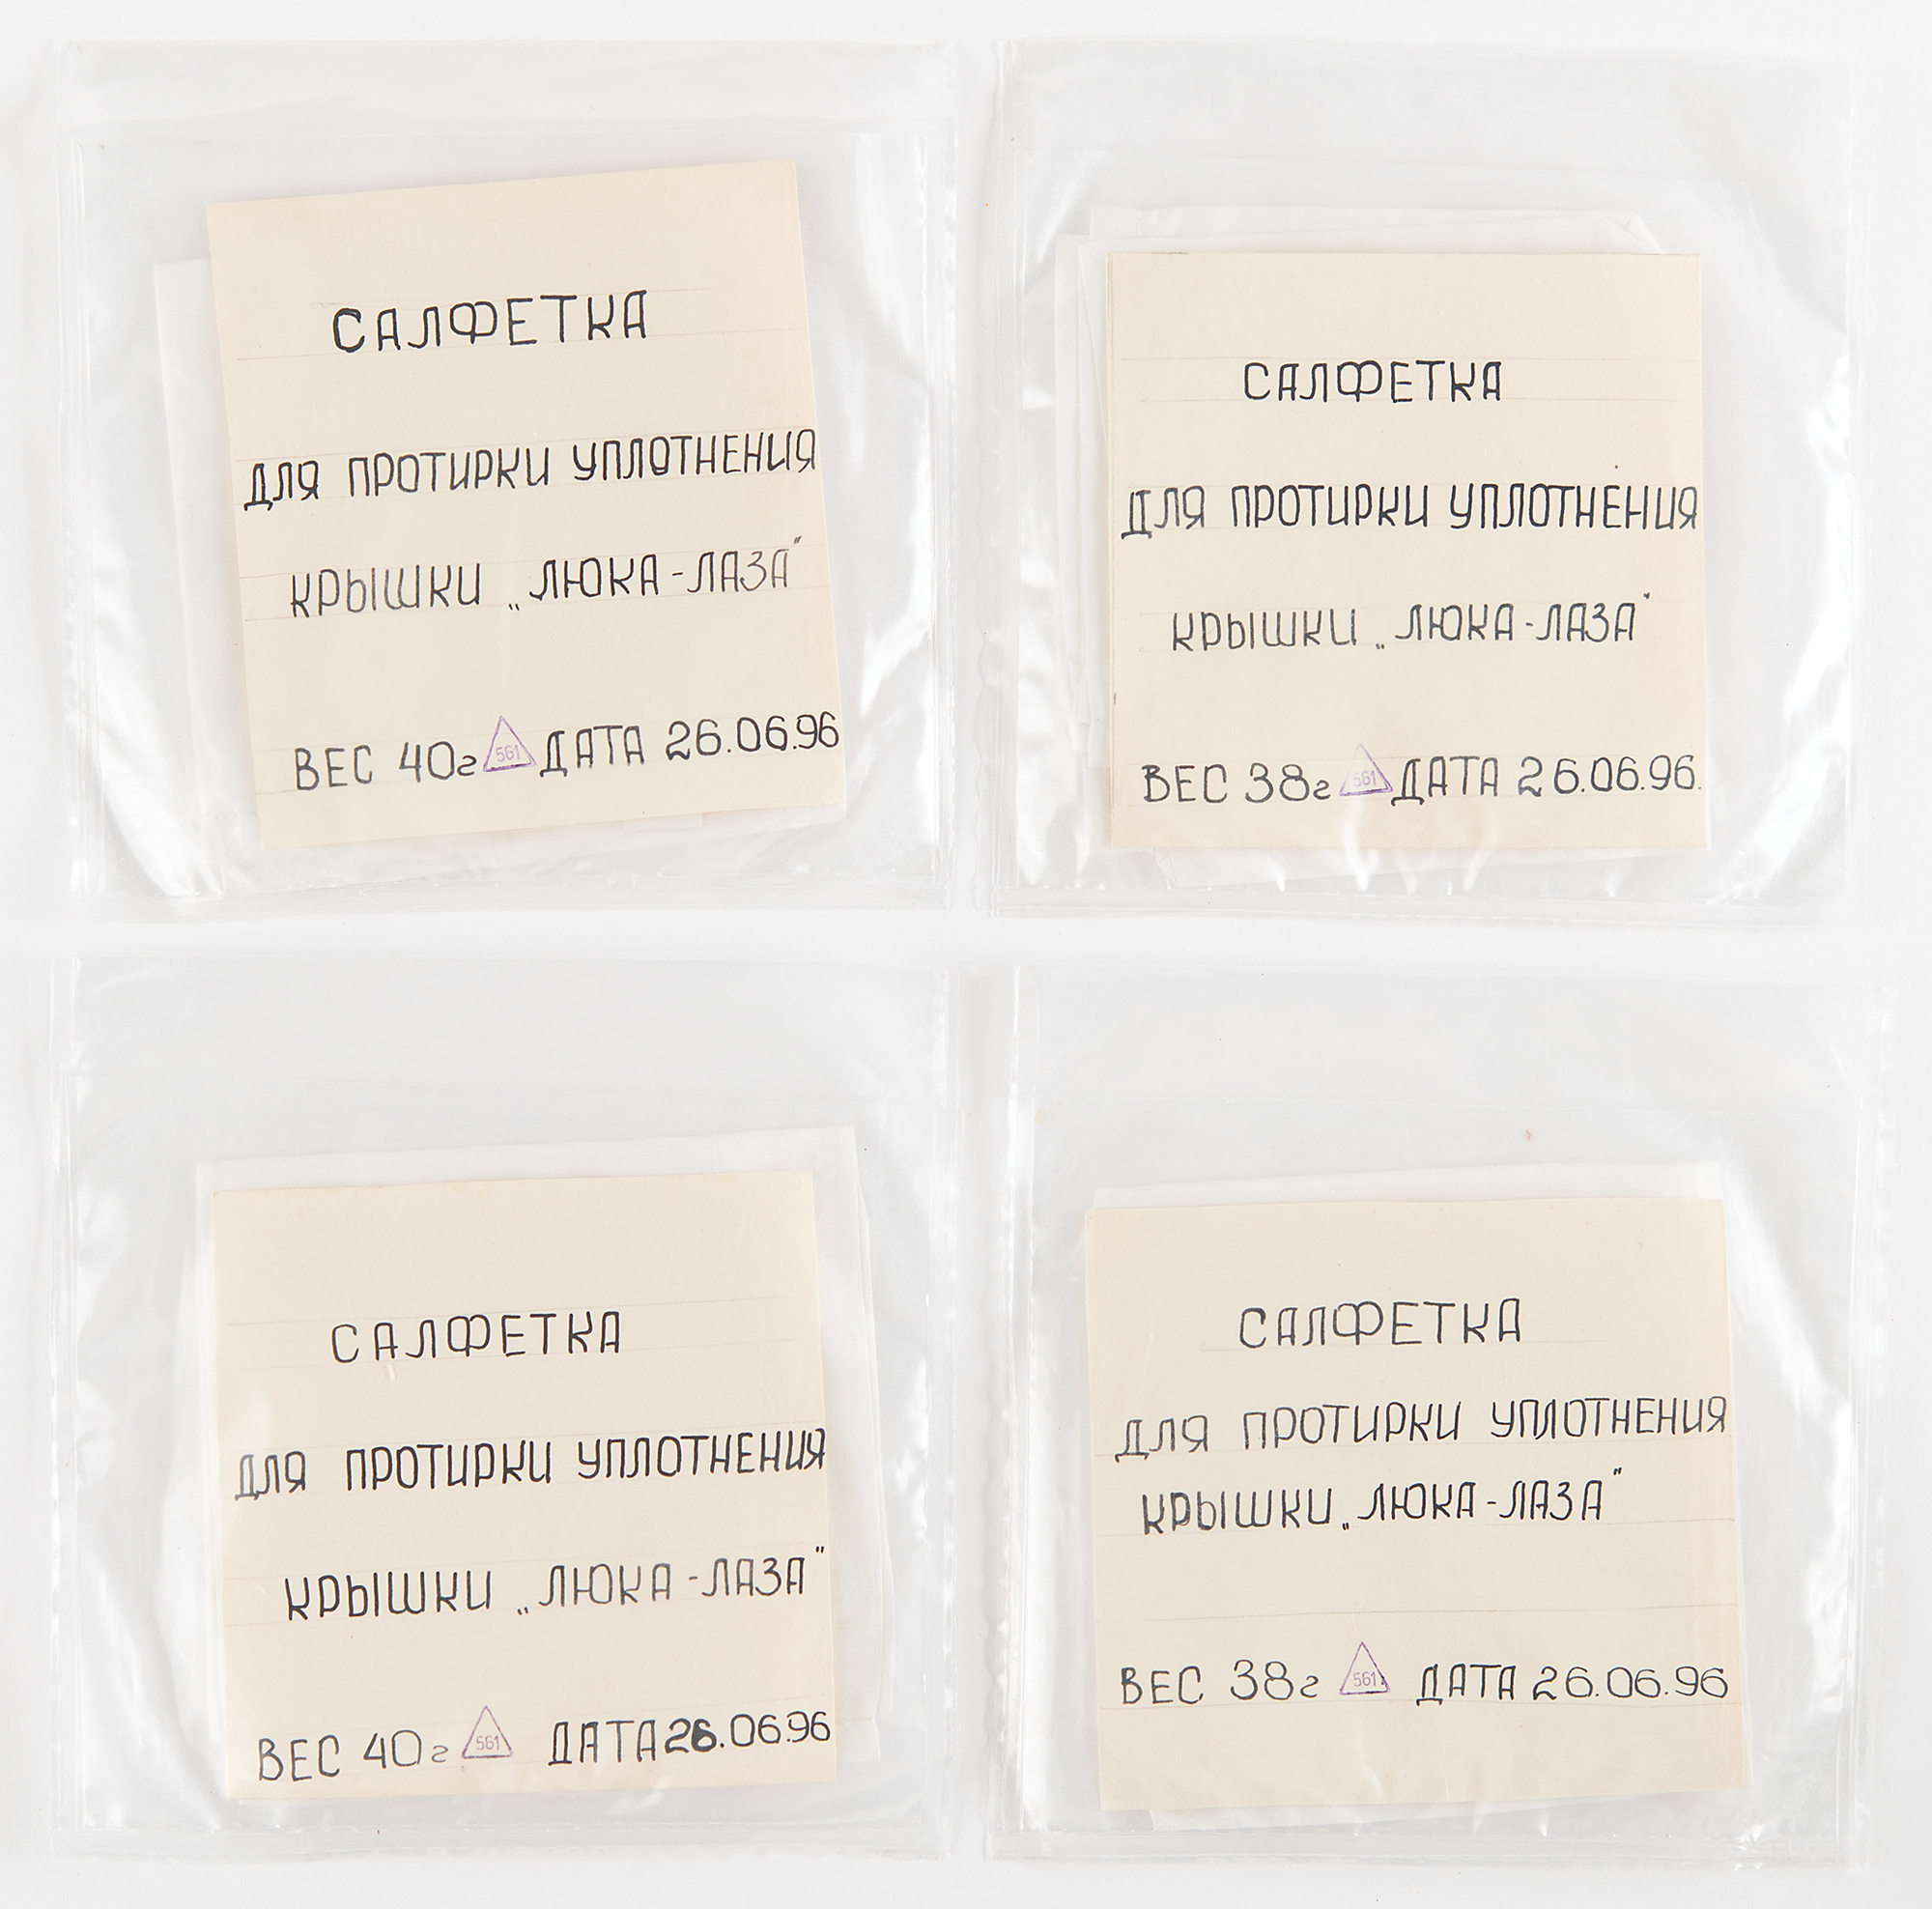 САЛФЕТКА
ДЛЯ ПРОТИРКИ УПЛОТНЕНИЯ
КРЫШКИ „ЛЮКА-ЛАЗА"
ВЕС 40г 561 ДАТА 26.06.96
САЛФЕТКА
ДЛЯ ПРОТИРКИ УПЛОТНЕНИЯ
КРЫШКИ „ЛЮКА-ЛАЗА"
ВЕС 38г 561 ДАТА 26.06.96.
САЛФЕТКА
ДЛЯ ПРОТИРКИ УПЛОТНЕНИЯ
КРЫШКИ „ЛЮКА-ЛАЗА"
ВЕС 40г 561 ДАТА 26.06.96
САЛФЕТКА
ДЛЯ ПРОТИРКИ УПЛОТНЕНИЯ
КРЫШКИ „ЛЮКА-ЛАЗА"
ВЕС 38г 561 ДАТА 26.06.96